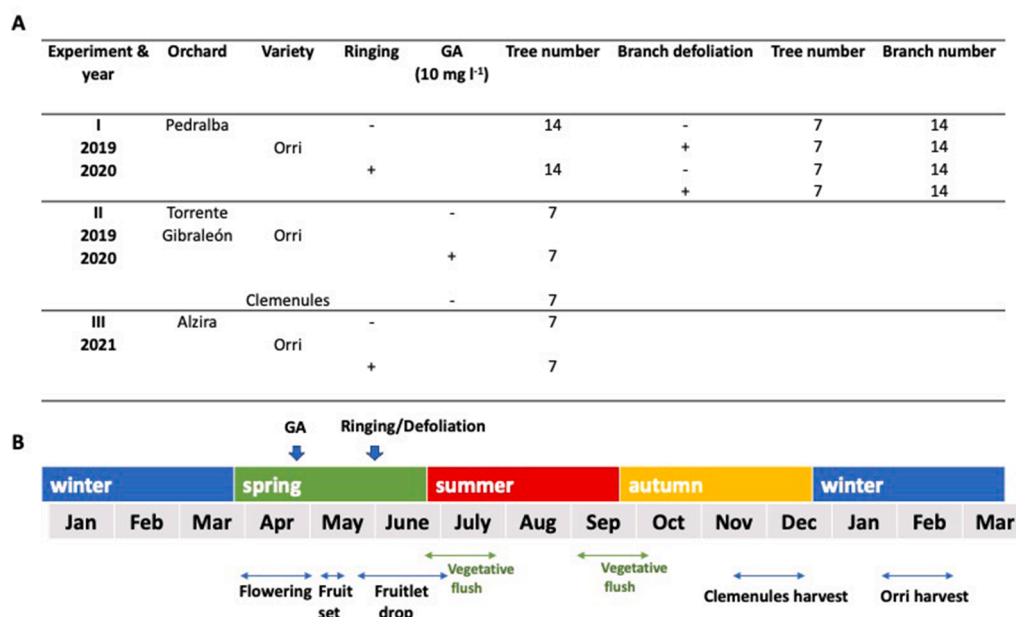 A
Experiment & year Orchard Variety Ringing GA (10 mg l⁻¹) Tree number Branch defoliation Tree number Branch number
I Pedralba - 14 - 7 14
2019 Orri + 7 14
2020 + 14 - 7 14
+ 7 14
II Torrente - 7
2019 Gibraleón Orri
2020 + 7
Clemenules - 7
III Alzira - 7
2021 Orri
+ 7
B
GA Ringing/Defoliation
winter spring summer autumn winter
Jan Feb Mar Apr May June July Aug Sep Oct Nov Dec Jan Feb Mar
Flowering Fruit set Fruitlet drop Vegetative flush Vegetative flush Clemenules harvest Orri harvest